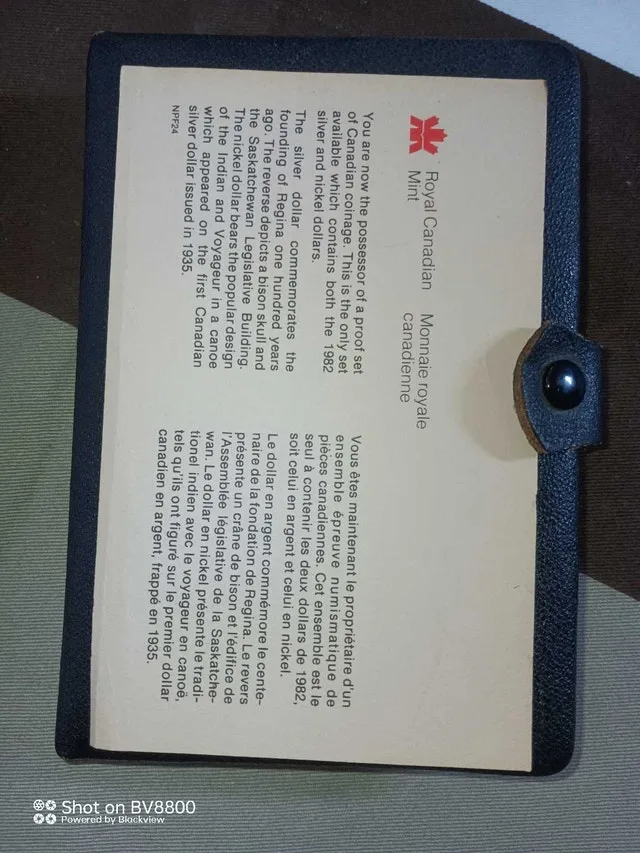 Royal Canadian
Mint
Monnaie royale
canadienne
You are now the possessor of a proof set
of Canadian coinage. This is the only set
available which contains both the 1982
silver and nickel dollars.
The silver dollar commemorates the
founding of Regina one hundred years
ago. The reverse depicts a bison skull and
the Saskatchewan Legislative Building.
The nickel dollar bears the popular design
of the Indian and Voyageur in a canoe
which appeared on the first Canadian
silver dollar issued in 1935.
NPF24
Vous êtes maintenant le propriétaire d'un
ensemble épreuve numismatique de
pièces canadiennes. Cet ensemble est le
seul à contenir les deux dollars de 1982,
soit celui en argent et celui en nickel.
Le dollar en argent commémore le cente-
naire de la fondation de Regina. Le revers
présente un crâne de bison et l'édifice de
l'Assemblée législative de la Saskatche-
wan. Le dollar en nickel présente le tradi-
tionel indien avec le voyageur en canoë,
tels qu'ils ont figuré sur le premier dollar
canadien en argent, frappé en 1935.
Shot on BV8800
Powered by Blackview